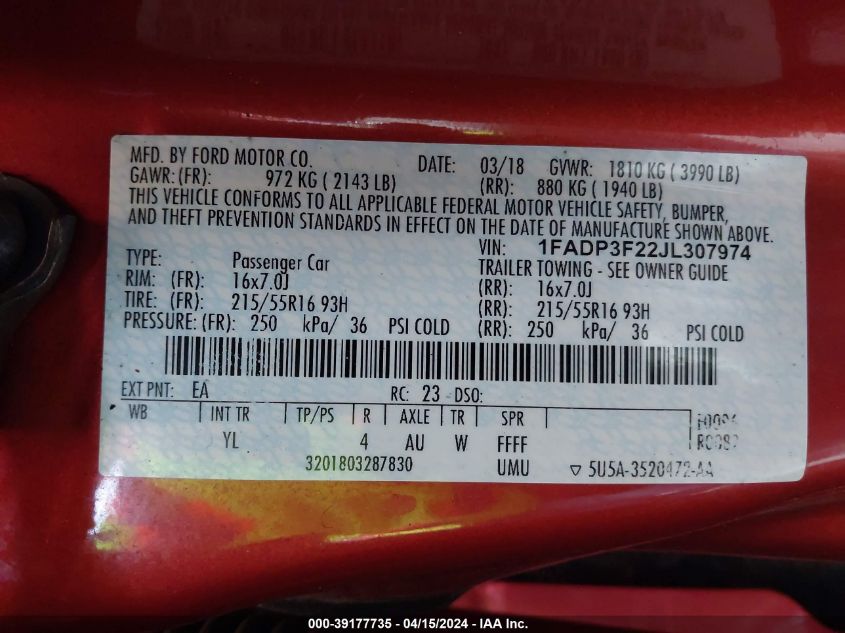 MFD. BY FORD MOTOR CO. DATE: 03/18 GVWR: 1810 KG ( 3990 LB)
GAWR: (FR): 972 KG ( 2143 LB) (RR): 880 KG ( 1940 LB)
THIS VEHICLE CONFORMS TO ALL APPLICABLE FEDERAL MOTOR VEHICLE SAFETY, BUMPER,
AND THEFT PREVENTION STANDARDS IN EFFECT ON THE DATE OF MANUFACTURE SHOWN ABOVE.
VIN: 1FADP3F22JL307974
TYPE: Passenger Car TRAILER TOWING - SEE OWNER GUIDE
RIM: (FR): 16x7.0J (RR): 16x7.0J
TIRE: (FR): 215/55R16 93H (RR): 215/55R16 93H
PRESSURE: (FR): 250 kPa/ 36 PSI COLD (RR): 250 kPa/ 36 PSI COLD
EXT PNT: EA RC: 23 DSO:
WB INT TR TP/PS R AXLE TR SPR
YL 4 AU W FFFF
3201803287830 UMU ▽ 5U5A-3520472-AA
000-39177735 - 04/15/2024 - IAA Inc.